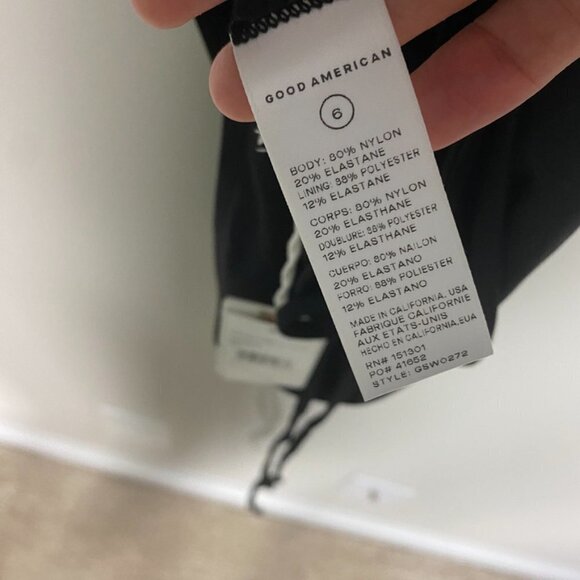 GOOD AMERICAN
6
BODY: 80% NYLON
20% ELASTANE
LINING: 88% POLYESTER
12% ELASTANE
CORPS: 80% NYLON
20% ELASTHANE
DOUBLURE: 88% POLYESTER
12% ELASTHANE
CUERPO: 80% NAILON
20% ELASTANO
FORRO: 88% POLIESTER
12% ELASTANO
MADE IN CALIFORNIA, USA
FABRIQUE CALIFORNIE
AUX ETATS-UNIS
HECHO EN CALIFORNIA, EUA
RN# 151301
PO# 41652
STYLE: GSW0272